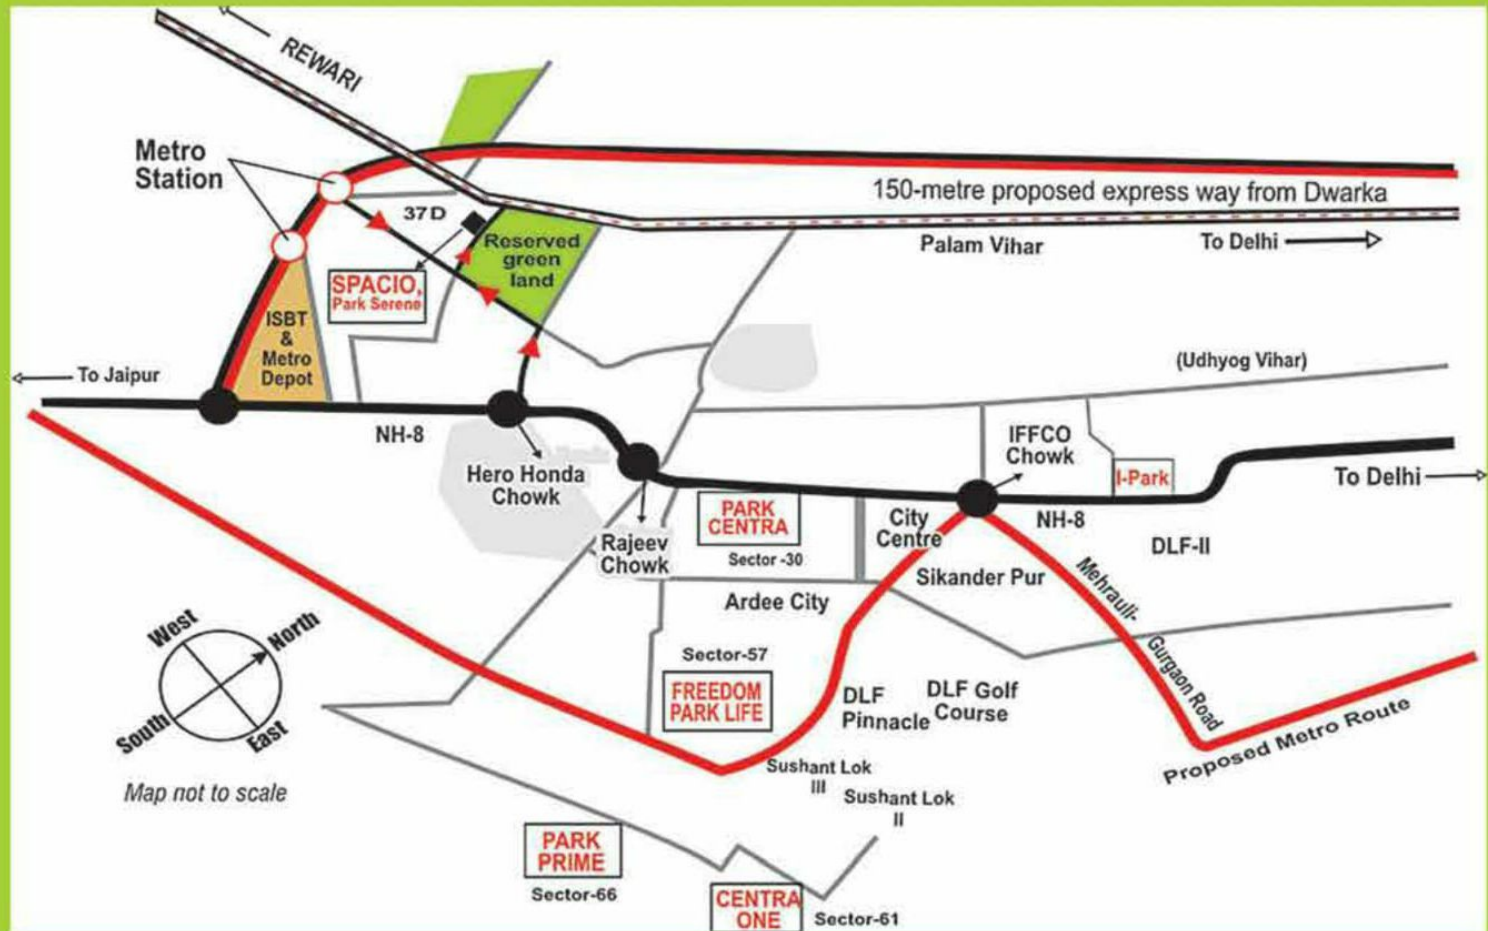 REWARI
Metro
Station
150-metre proposed express way from Dwarka
37 D
Reserved
green
land
Palam Vihar
To Delhi
SPACIO,
Park Serene
ISBT
&
Metro
Depot
To Jaipur
(Udhyog Vihar)
NH-8
Hero Honda
Chowk
IFFCO
Chowk
I-Park
To Delhi
PARK
CENTRA
City
Centre
NH-8
DLF-II
Rajeev
Chowk
Sector -30
Sikander Pur
Mehrauli-
Gurgaon Road
Ardee City
West
North
South
East
Sector-57
FREEDOM
PARK LIFE
DLF
Pinnacle
DLF Golf
Course
Proposed Metro Route
Map not to scale
Sushant Lok
III
Sushant Lok
II
PARK
PRIME
Sector-66
CENTRA
ONE
Sector-61